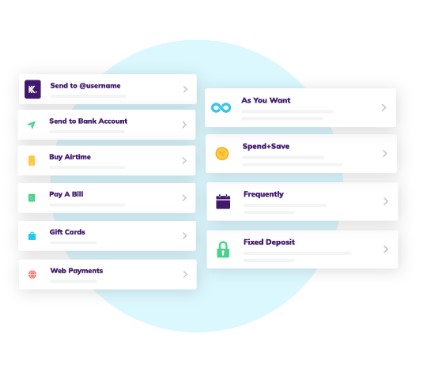 K.
Send to @username
Send to Bank Account
Buy Airtime
Pay A Bill
Gift Cards
Web Payments
As You Want
Spend+Save
Frequently
Fixed Deposit